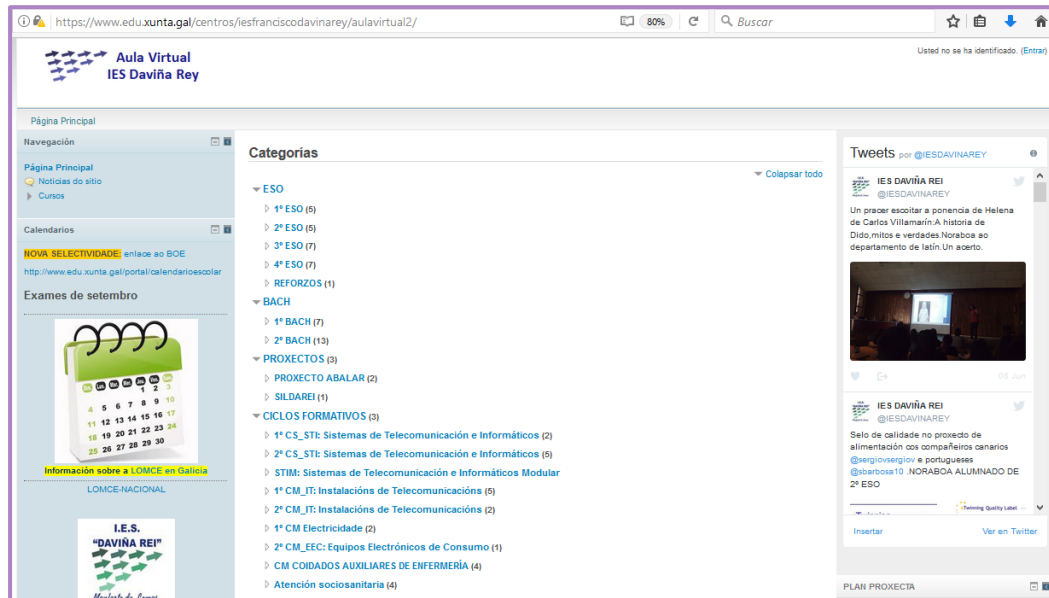 https://www.edu.xunta.gal/centros/iesfranciscodavinarey/aulavirtual2/
80%
Buscar
Aula Virtual
IES Daviña Rey
Usted no se ha identificado. (Entrar)
Página Principal
Navegación
Página Principal
Noticias do sitio
Cursos
Calendarios
NOVA SELECTIVIDADE: enlace ao BOE
http://www.edu.xunta.gal/portal/calendarioescolar
Exames de setembro
1 2 3
4 5 6 7 8 9 10
11 12 13 14 15 16 17
18 19 20 21 22 23 24
25 26 27 28 29 30
Información sobre a LOMCE en Galicia
LOMCE-NACIONAL
I.E.S.
"DAVIÑA REI"
Monforte de Lemos
Categorías
Colapsar todo
ESO
1º ESO (5)
2º ESO (5)
3º ESO (7)
4º ESO (7)
REFORZOS (1)
BACH
1º BACH (7)
2º BACH (13)
PROXECTOS (3)
PROXECTO ABALAR (2)
SILDAREI (1)
CICLOS FORMATIVOS (3)
1º CS_STI: Sistemas de Telecomunicación e Informáticos (2)
2º CS_STI: Sistemas de Telecomunicación e Informáticos (5)
STIM: Sistemas de Telecomunicación e Informáticos Modular
1º CM_IT: Instalacións de Telecomunicacións (5)
2º CM_IT: Instalacións de Telecomunicacións (2)
1º CM Electricidade (2)
2º CM_EEC: Equipos Electrónicos de Consumo (1)
CM COIDADOS AUXILIARES DE ENFERMERÍA (4)
Atención sociosanitaria (4)
Tweets por @IESDAVINAREY
IES DAVIÑA REI
@IESDAVINAREY
Un pracer escoitar a ponencia de Helena
de Carlos Villamarín:A historia de
Dido,mitos e verdades.Noraboa ao
departamento de latín.Un acerto.
08 Jun
IES DAVIÑA REI
@IESDAVINAREY
Selo de calidade no proxecto de
alimentación cos compañeiros canarios
@sergiovsergiov e portugueses
@sbarbosa10 .NORABOA ALUMNADO DE
2º ESO
eTwinning Quality Label
Insertar
Ver en Twitter
PLAN PROXECTA